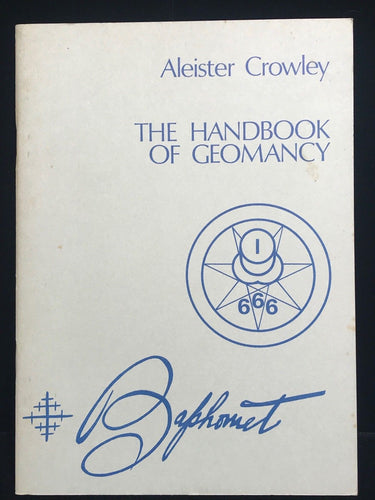 Aleister Crowley
THE HANDBOOK
OF GEOMANCY
I
666
Baphomet